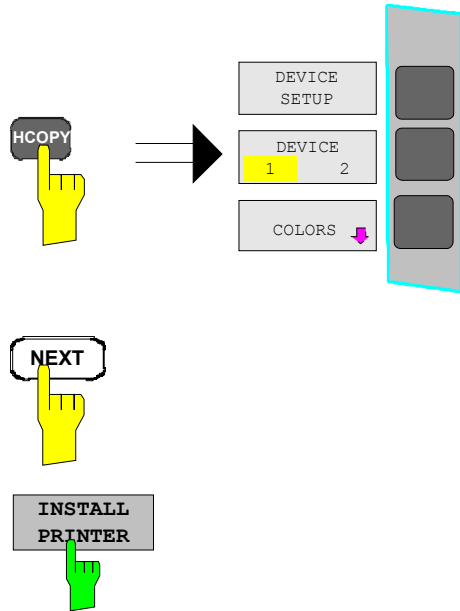 HCOPY
DEVICE
SETUP
DEVICE
1 2
COLORS
NEXT
INSTALL
PRINTER